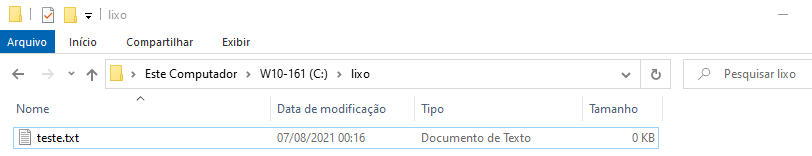 lixo
Arquivo Início Compartilhar Exibir
Este Computador W10-161 (C:) lixo Pesquisar lixo
Nome Data de modificação Tipo Tamanho
teste.txt 07/08/2021 00:16 Documento de Texto 0 KB